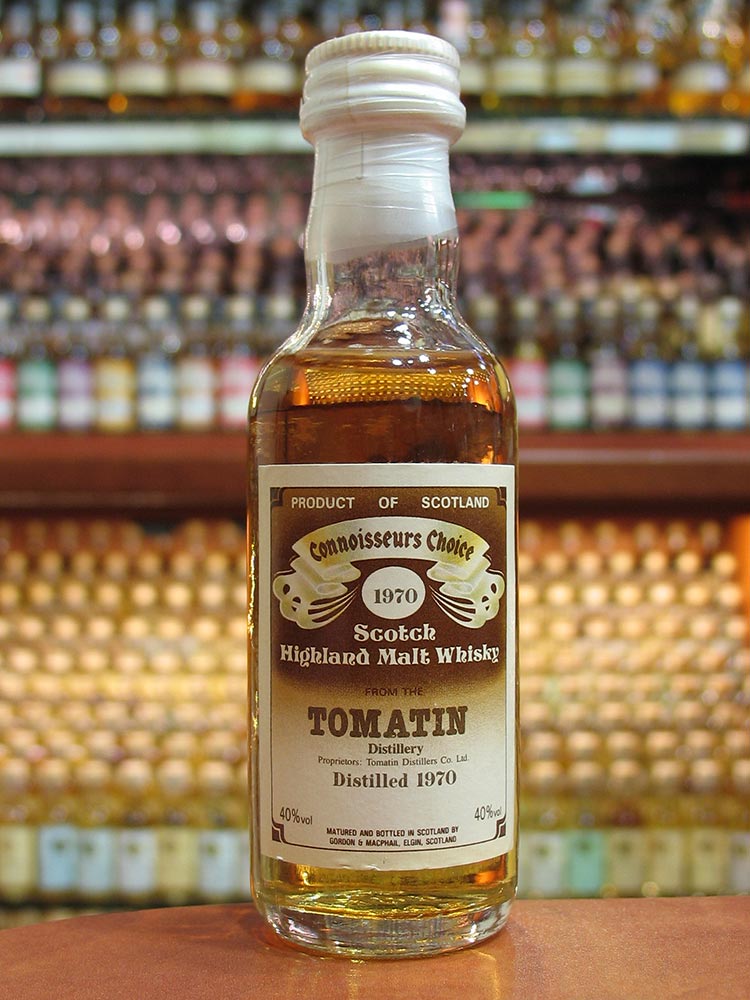 PRODUCT OF SCOTLAND
Connoisseurs Choice
1970
Scotch
Highland Malt Whisky
FROM THE
TOMATIN
Distillery
Proprietors: Tomatin Distillers Co. Ltd.
Distilled 1970
40%vol 40%vol
MATURED AND BOTTLED IN SCOTLAND BY
GORDON & MACPHAIL, ELGIN, SCOTLAND